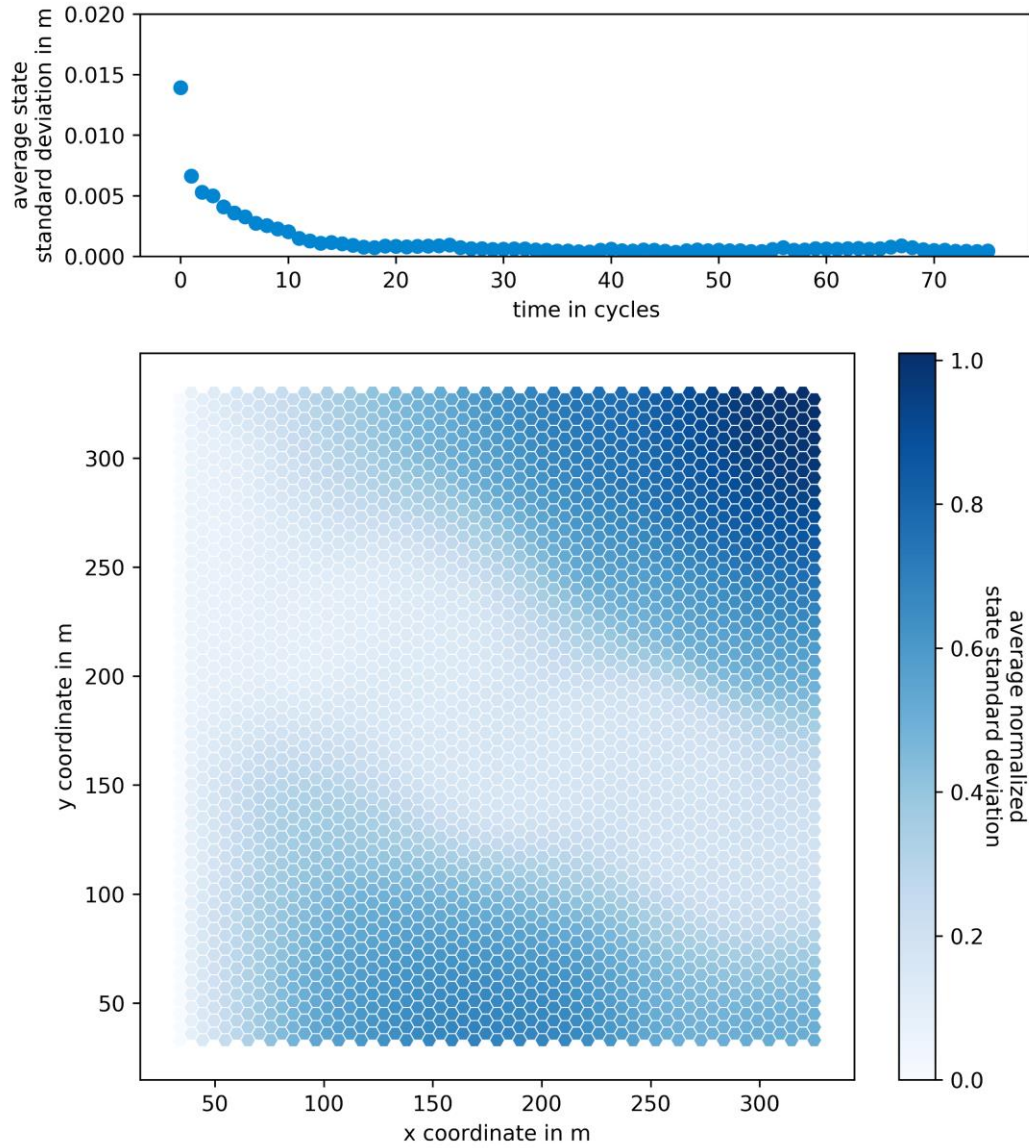 0.020
0.015
0.010
0.005
0.000
average state
standard deviation in m
0 10 20 30 40 50 60 70
time in cycles
300
250
200
150
100
50
y coordinate in m
50 100 150 200 250 300
x coordinate in m
1.0
0.8
0.6
0.4
0.2
0.0
average normalized
state standard deviation